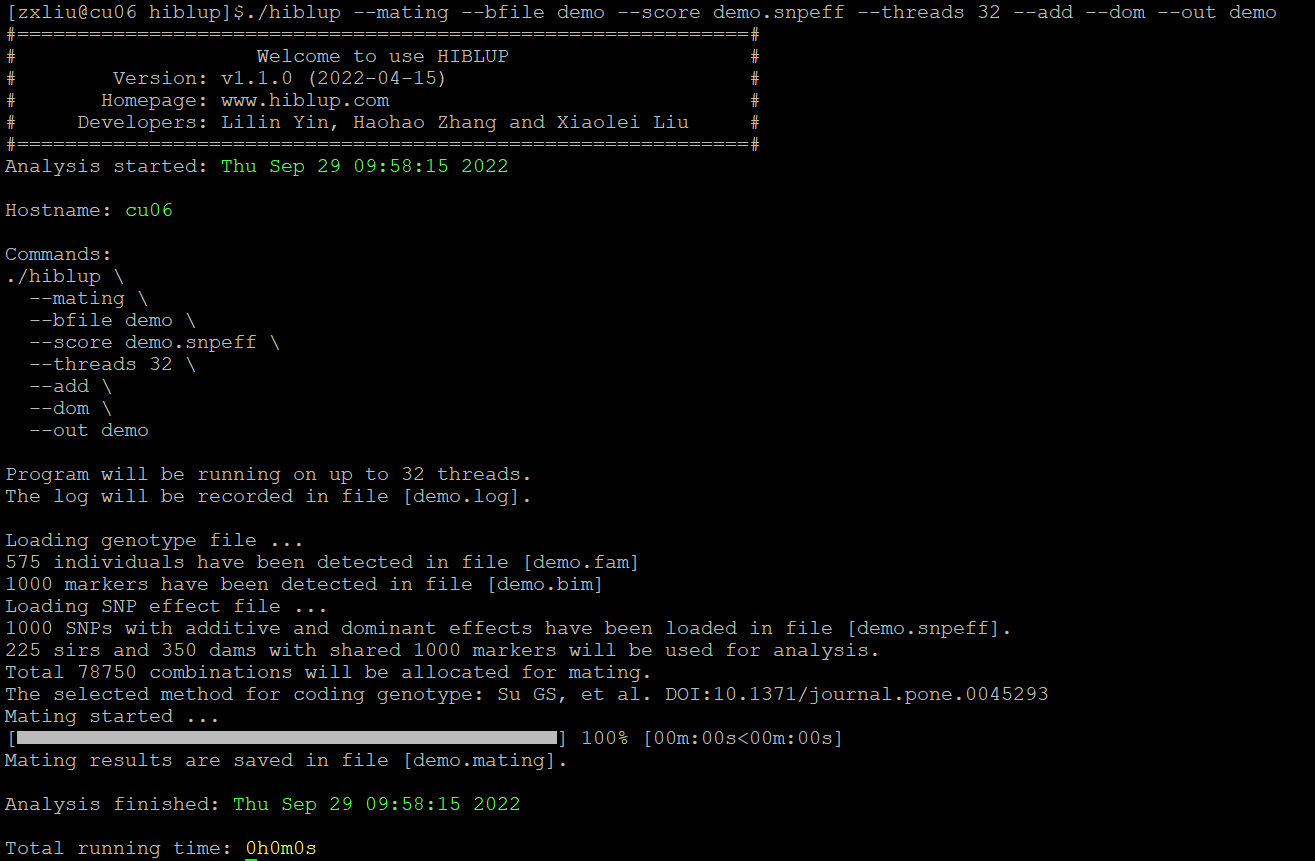 [zxliu@cu06 hiblup]$./hiblup --mating --bfile demo --score demo.snpeff --threads 32 --add --dom --out demo
#=============================================================#
#                    Welcome to use HIBLUP                    #
#        Version: v1.1.0 (2022-04-15)                         #
#       Homepage: www.hiblup.com                              #
#     Developers: Lilin Yin, Haohao Zhang and Xiaolei Liu     #
#=============================================================#
Analysis started: Thu Sep 29 09:58:15 2022

Hostname: cu06

Commands:
./hiblup \
  --mating \
  --bfile demo \
  --score demo.snpeff \
  --threads 32 \
  --add \
  --dom \
  --out demo

Program will be running on up to 32 threads.
The log will be recorded in file [demo.log].

Loading genotype file ...
575 individuals have been detected in file [demo.fam]
1000 markers have been detected in file [demo.bim]
Loading SNP effect file ...
1000 SNPs with additive and dominant effects have been loaded in file [demo.snpeff].
225 sirs and 350 dams with shared 1000 markers will be used for analysis.
Total 78750 combinations will be allocated for mating.
The selected method for coding genotype: Su GS, et al. DOI:10.1371/journal.pone.0045293
Mating started ...
[                                             ] 100% [00m:00s<00m:00s]
Mating results are saved in file [demo.mating].

Analysis finished: Thu Sep 29 09:58:15 2022

Total running time: 0h0m0s